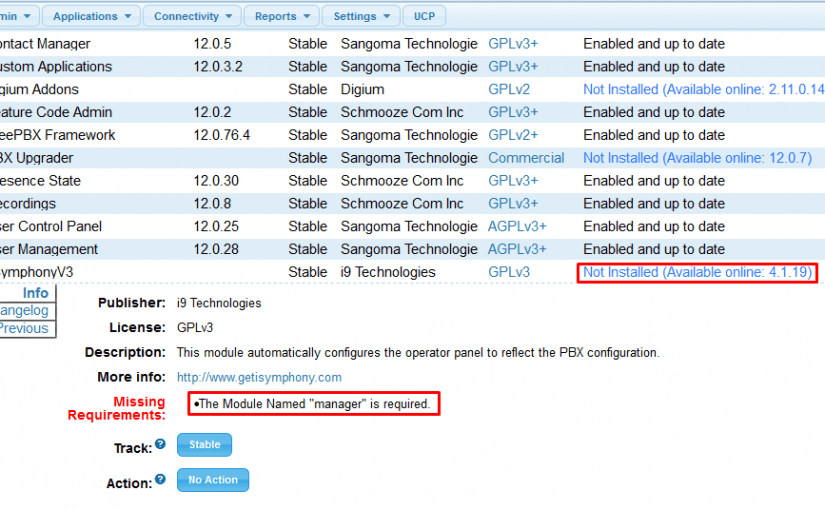 min Applications Connectivity Reports Settings UCP
ontact Manager 12.0.5 Stable Sangoma Technologie GPLv3+ Enabled and up to date
ustom Applications 12.0.3.2 Stable Sangoma Technologie GPLv3+ Enabled and up to date
igium Addons Stable Digium GPLv2 Not Installed (Available online: 2.11.0.14
eature Code Admin 12.0.2 Stable Schmooze Com Inc GPLv3+ Enabled and up to date
eePBX Framework 12.0.76.4 Stable Sangoma Technologie GPLv2+ Enabled and up to date
BX Upgrader Stable Sangoma Technologie Commercial Not Installed (Available online: 12.0.7)
resence State 12.0.30 Stable Schmooze Com Inc GPLv3+ Enabled and up to date
ecordings 12.0.8 Stable Sangoma Technologie GPLv3+ Enabled and up to date
ser Control Panel 12.0.25 Stable Sangoma Technologie AGPLv3+ Enabled and up to date
ser Management 12.0.28 Stable Sangoma Technologie AGPLv3+ Enabled and up to date
SymphonyV3 Stable i9 Technologies GPLv3 Not Installed (Available online: 4.1.19)
Info
angelog
Previous
Publisher: i9 Technologies
License: GPLv3
Description: This module automatically configures the operator panel to reflect the PBX configuration.
More info: http://www.getisymphony.com
Missing Requirements: •The Module Named "manager" is required.
Track: ? Stable
Action: ? No Action